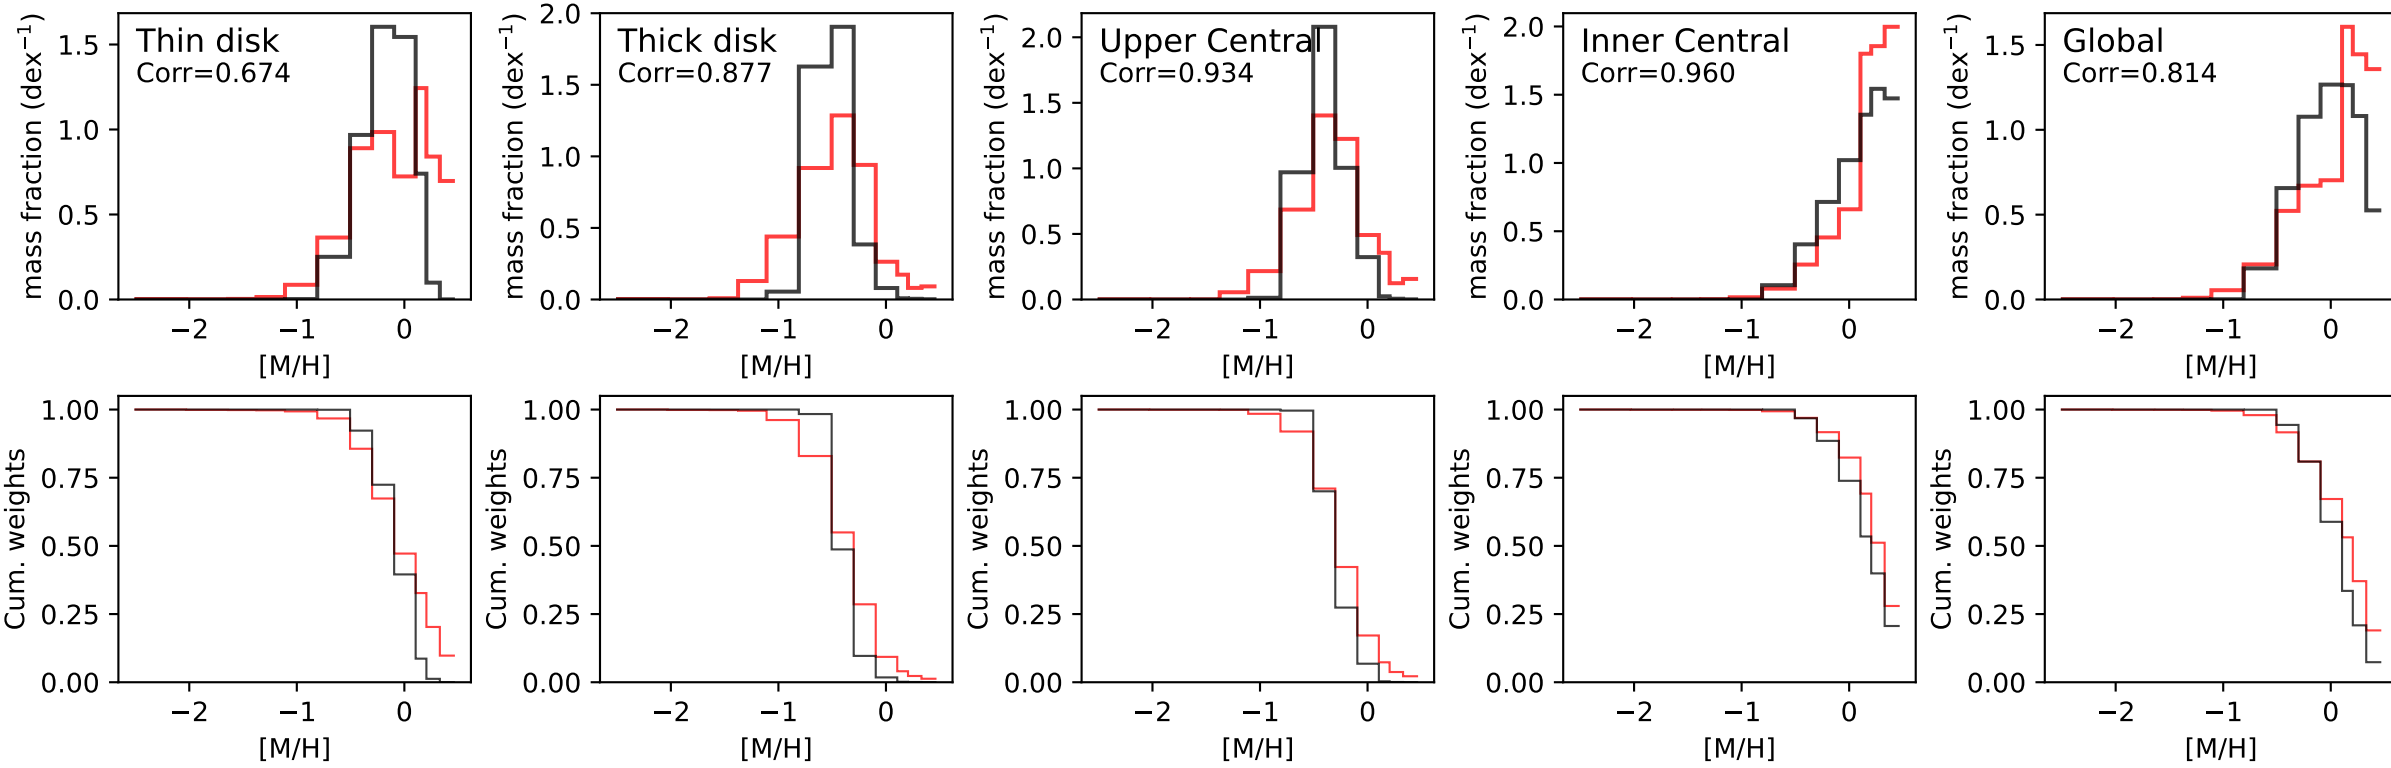 mass fraction (dex⁻¹)
1.5
1.0
0.5
0.0
Thin disk
Corr=0.674
−2 −1 0
[M/H]
mass fraction (dex⁻¹)
2.0
1.5
1.0
0.5
0.0
Thick disk
Corr=0.877
−2 −1 0
[M/H]
mass fraction (dex⁻¹)
2.0
1.5
1.0
0.5
0.0
Upper Central
Corr=0.934
−2 −1 0
[M/H]
mass fraction (dex⁻¹)
2.0
1.5
1.0
0.5
0.0
Inner Central
Corr=0.960
−2 −1 0
[M/H]
mass fraction (dex⁻¹)
1.5
1.0
0.5
0.0
Global
Corr=0.814
−2 −1 0
[M/H]
Cum. weights
1.00
0.75
0.50
0.25
0.00
−2 −1 0
[M/H]
Cum. weights
1.00
0.75
0.50
0.25
0.00
−2 −1 0
[M/H]
Cum. weights
1.00
0.75
0.50
0.25
0.00
−2 −1 0
[M/H]
Cum. weights
1.00
0.75
0.50
0.25
0.00
−2 −1 0
[M/H]
Cum. weights
1.00
0.75
0.50
0.25
0.00
−2 −1 0
[M/H]